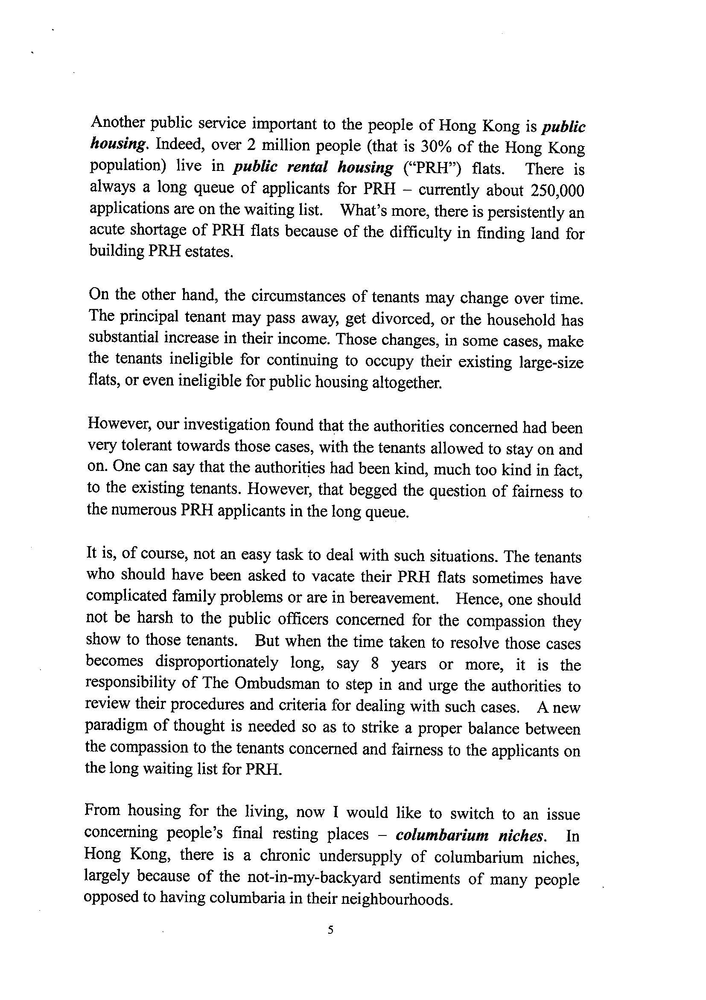 Another public service important to the people of Hong Kong is public
housing. Indeed, over 2 million people (that is 30% of the Hong Kong
population) live in public rental housing (“PRH”) flats. There is
always a long queue of applicants for PRH – currently about 250,000
applications are on the waiting list. What’s more, there is persistently an
acute shortage of PRH flats because of the difficulty in finding land for
building PRH estates.
On the other hand, the circumstances of tenants may change over time.
The principal tenant may pass away, get divorced, or the household has
substantial increase in their income. Those changes, in some cases, make
the tenants ineligible for continuing to occupy their existing large-size
flats, or even ineligible for public housing altogether.
However, our investigation found that the authorities concerned had been
very tolerant towards those cases, with the tenants allowed to stay on and
on. One can say that the authorities had been kind, much too kind in fact,
to the existing tenants. However, that begged the question of fairness to
the numerous PRH applicants in the long queue.
It is, of course, not an easy task to deal with such situations. The tenants
who should have been asked to vacate their PRH flats sometimes have
complicated family problems or are in bereavement. Hence, one should
not be harsh to the public officers concerned for the compassion they
show to those tenants. But when the time taken to resolve those cases
becomes disproportionately long, say 8 years or more, it is the
responsibility of The Ombudsman to step in and urge the authorities to
review their procedures and criteria for dealing with such cases. A new
paradigm of thought is needed so as to strike a proper balance between
the compassion to the tenants concerned and fairness to the applicants on
the long waiting list for PRH.
From housing for the living, now I would like to switch to an issue
concerning people’s final resting places – columbarium niches. In
Hong Kong, there is a chronic undersupply of columbarium niches,
largely because of the not-in-my-backyard sentiments of many people
opposed to having columbaria in their neighbourhoods.
5